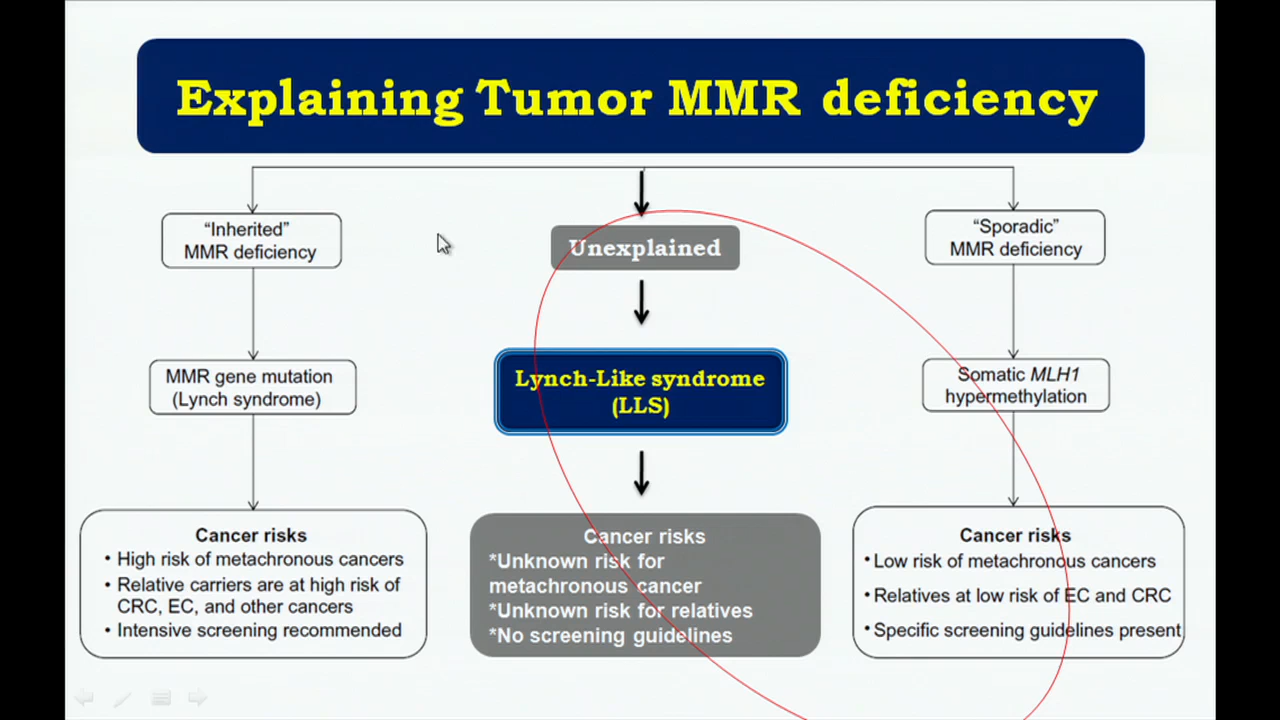 Explaining Tumor MMR deficiency
“Inherited”
MMR deficiency
MMR gene mutation
(Lynch syndrome)
Cancer risks
• High risk of metachronous cancers
• Relative carriers are at high risk of
CRC, EC, and other cancers
• Intensive screening recommended
Unexplained
Lynch-Like syndrome
(LLS)
Cancer risks
*Unknown risk for
metachronous cancer
*Unknown risk for relatives
*No screening guidelines
“Sporadic”
MMR deficiency
Somatic MLH1
hypermethylation
Cancer risks
• Low risk of metachronous cancers
• Relatives at low risk of EC and CRC
• Specific screening guidelines present